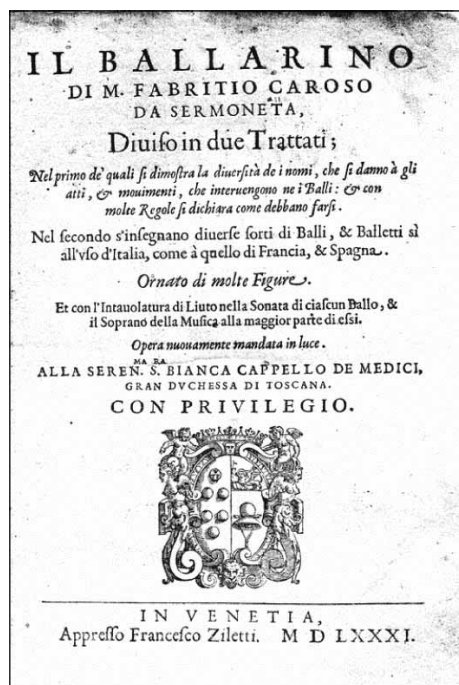 IL BALLARINO
DI M. FABRITIO CAROSO
DA SERMONETA,
Diuiſo in due Trattati;
Nel primo de' quali ſi dimoſtra la diuerſità de i nomi, che ſi danno à gli
atti, & mouimenti, che interuengono ne i Balli: & con
molte Regole ſi dichiara come debbano farſi.
Nel ſecondo s'inſegnano diuerſe ſorti di Balli, & Balletti sì
all'vſo d'Italia, come à quello di Francia, & Spagna.
Ornato di molte Figure.
Et con l'Intauolatura di Liuto nella Sonata di ciaſcun Ballo, &
il Soprano della Muſica alla maggior parte di eſſi.
Opera nuouamente mandata in luce.
MA RA
ALLA SEREN. S. BIANCA CAPPELLO DE MEDICI,
GRAN DVCHESSA DI TOSCANA.
CON PRIVILEGIO.
IN VENETIA,
Appreſſo Franceſco Ziletti. M D LXXXI.